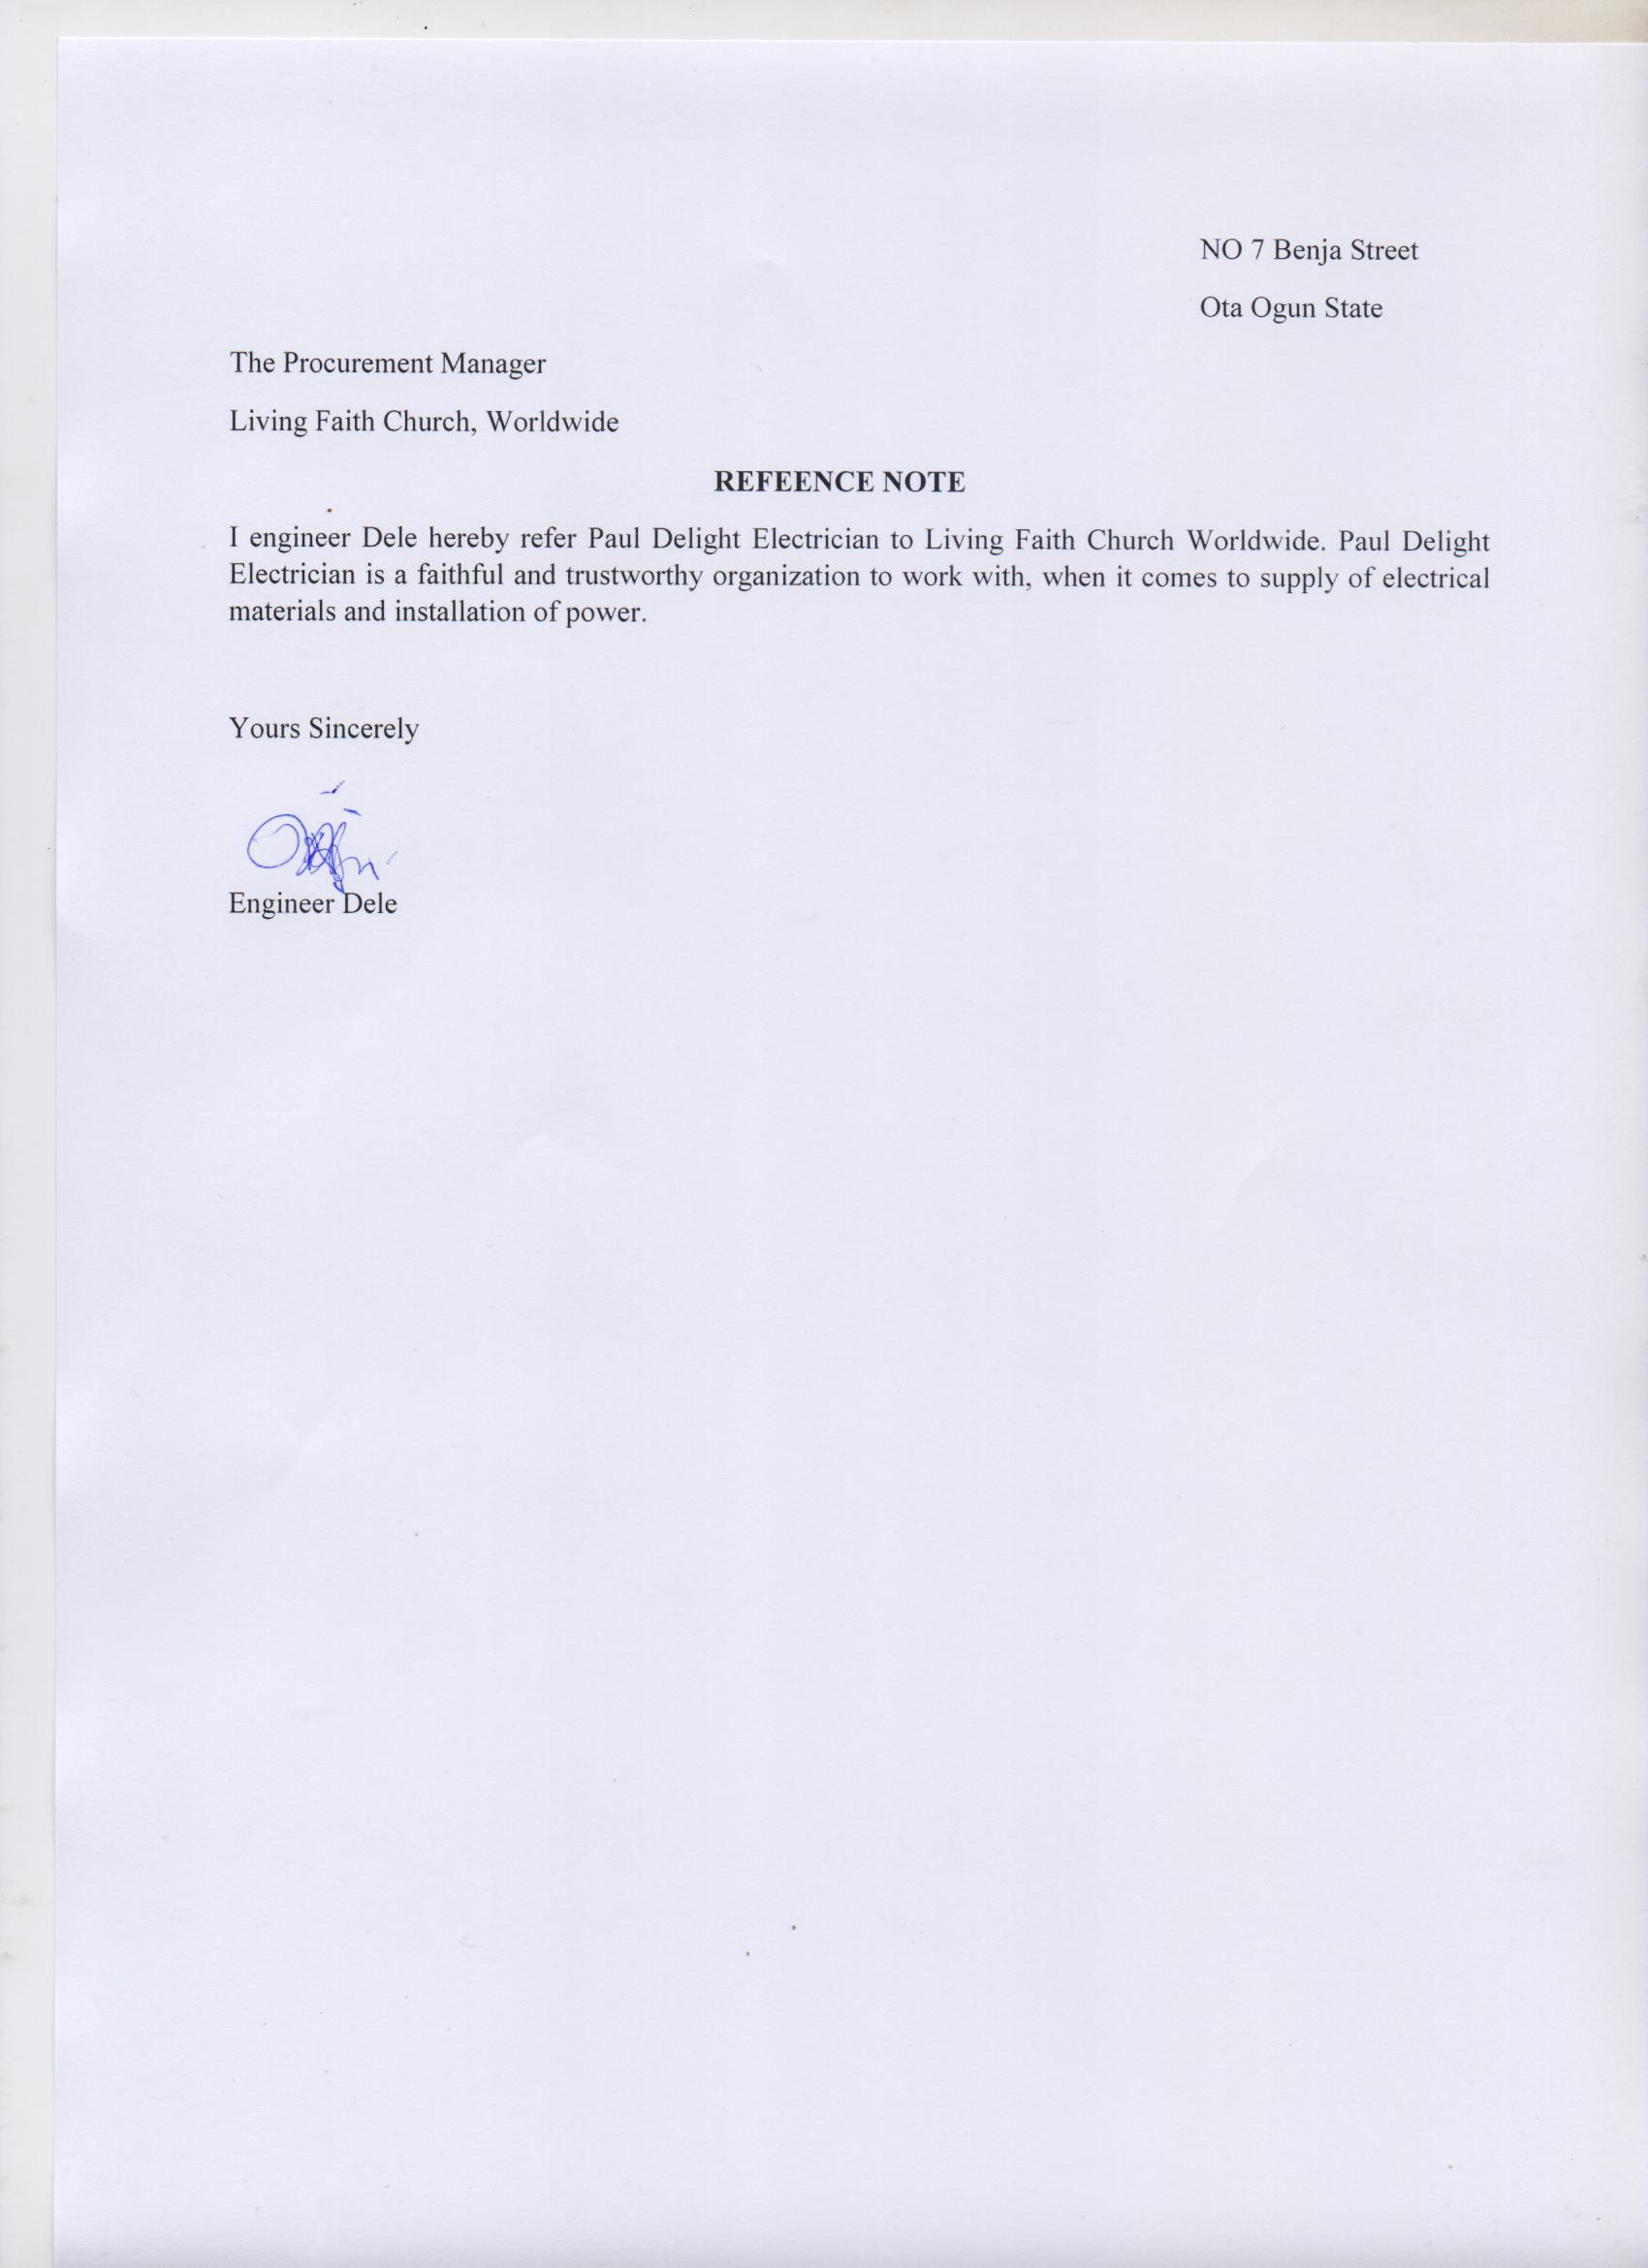 NO 7 Benja Street
Ota Ogun State
The Procurement Manager
Living Faith Church, Worldwide
REFEENCE NOTE
I engineer Dele hereby refer Paul Delight Electrician to Living Faith Church Worldwide. Paul Delight
Electrician is a faithful and trustworthy organization to work with, when it comes to supply of electrical
materials and installation of power.
Yours Sincerely
Engineer Dele